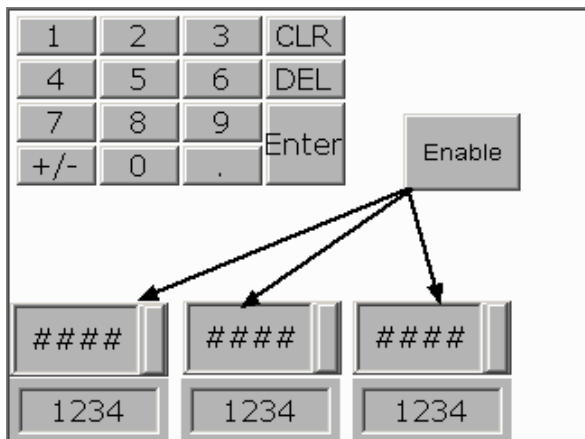 1 2 3 CLR
4 5 6 DEL
7 8 9 Enter
+/- 0 .
Enable
#### #### ####
1234 1234 1234